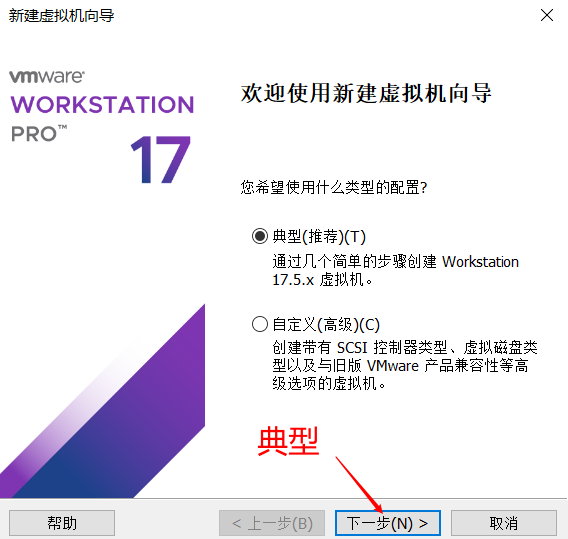 新建虚拟机向导
vmware®
WORKSTATION
PRO™
17
欢迎使用新建虚拟机向导
您希望使用什么类型的配置?
典型(推荐)(T)
通过几个简单的步骤创建 Workstation
17.5.x 虚拟机。
自定义(高级)(C)
创建带有 SCSI 控制器类型、虚拟磁盘类
型以及与旧版 VMware 产品兼容性等高
级选项的虚拟机。
典型
帮助
< 上一步(B)
下一步(N) >
取消